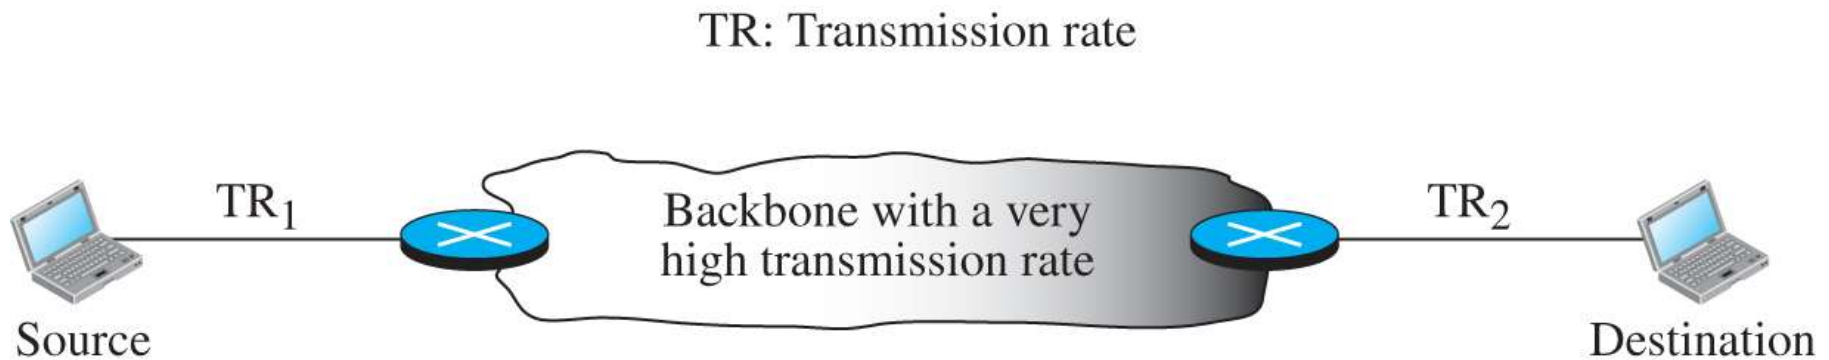 TR: Transmission rate
TR1
Backbone with a very
high transmission rate
TR2
Source
Destination